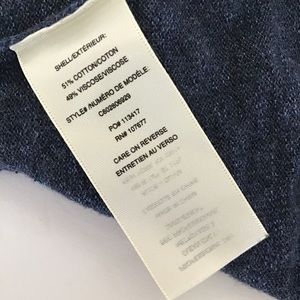 SHELL/EXTÉRIEUR:
51% COTTON/COTON
49% VISCOSE/VISCOSE
STYLE# /NUMÉRO DE MODÈLE:
C602806929
PO# 113417
RN# 107677
CARE ON REVERSE
ENTRETIEN AU VERSO